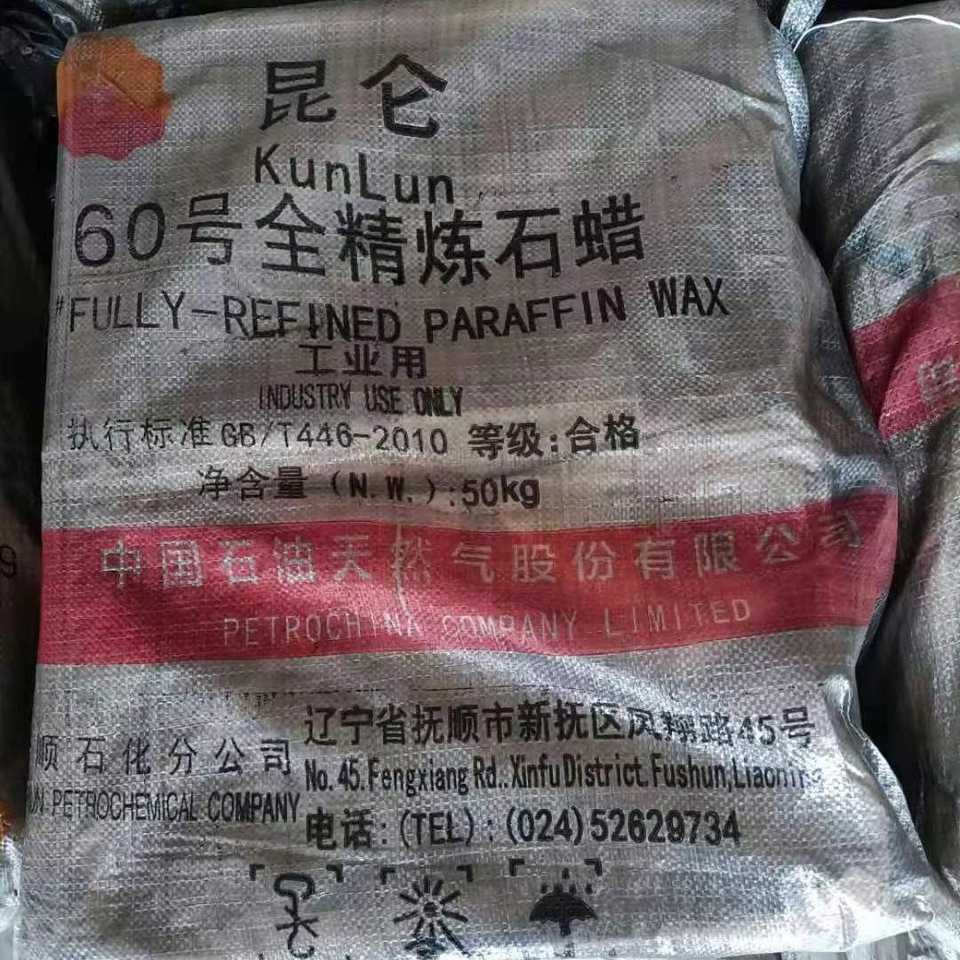 昆仑
KunLun
60号全精炼石蜡
#FULLY-REFINED PARAFFIN WAX
工业用
INDUSTRY USE ONLY
执行标准GB/T446-2010 等级:合格
净含量 (N.W.):50kg
中国石油天然气股份有限公司
PETROCHINA COMPANY LIMITED
顺石化分公司
UN PETROCHEMICAL COMPANY
辽宁省抚顺市新抚区凤翔路45号
No.45.Fengxiang Rd..Xinfu District.Fushun,Liaoning
电话:(TEL):(024)52629734